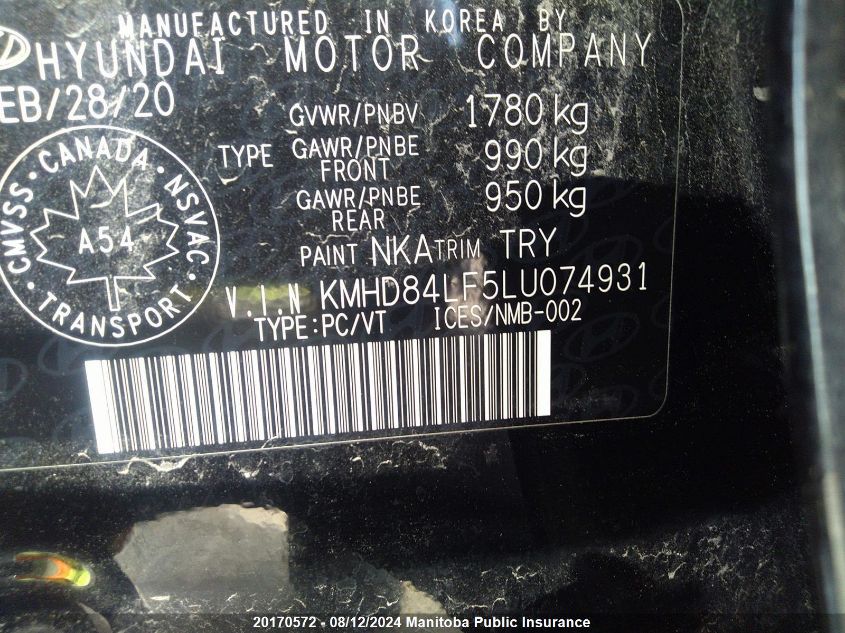 MANUFACTURED IN KOREA BY
HYUNDAI MOTOR COMPANY
EB/28/20
GVWR/PNBV 1780 kg
TYPE GAWR/PNBE FRONT 990 kg
GAWR/PNBE REAR 950 kg
PAINT NKA TRIM TRY
CMVSS · CANADA · NSVAC · TRANSPORT
A54
V.I.N KMHD84LF5LU074931
TYPE:PC/VT ICES/NMB-002
20170572 - 08/12/2024 Manitoba Public Insurance